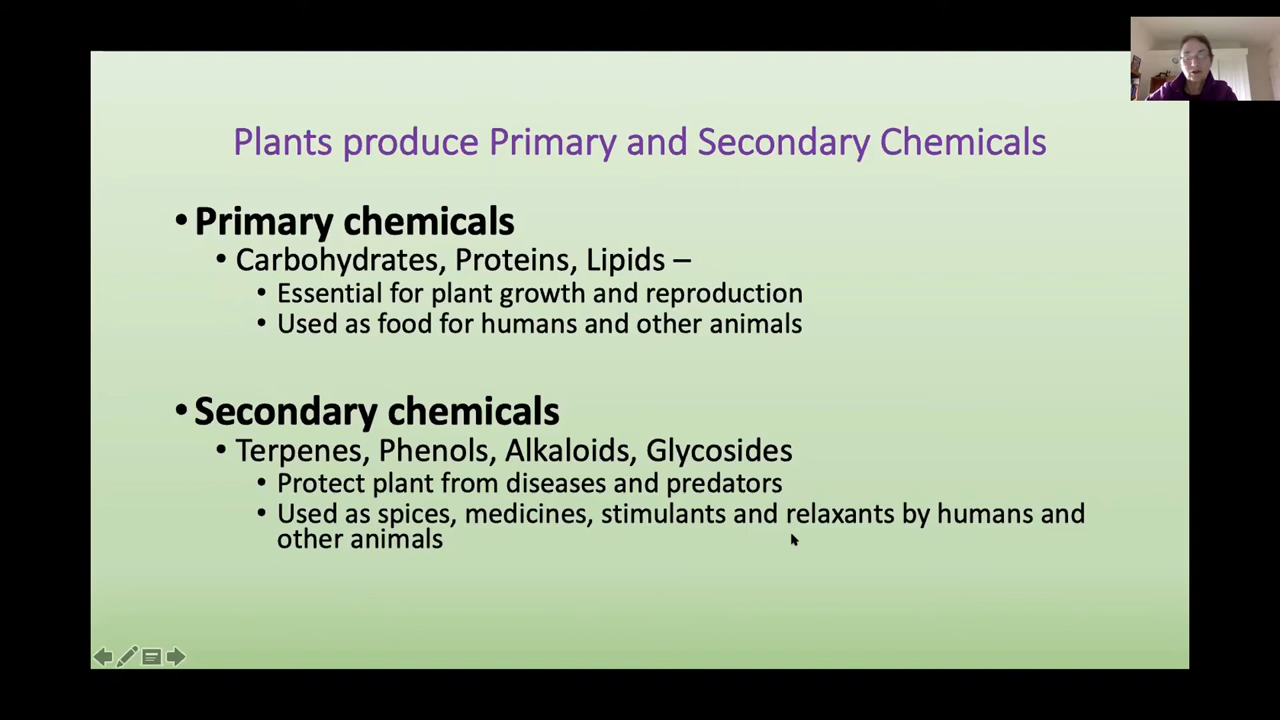 Plants produce Primary and Secondary Chemicals
• Primary chemicals
• Carbohydrates, Proteins, Lipids –
• Essential for plant growth and reproduction
• Used as food for humans and other animals
• Secondary chemicals
• Terpenes, Phenols, Alkaloids, Glycosides
• Protect plant from diseases and predators
• Used as spices, medicines, stimulants and relaxants by humans and
other animals